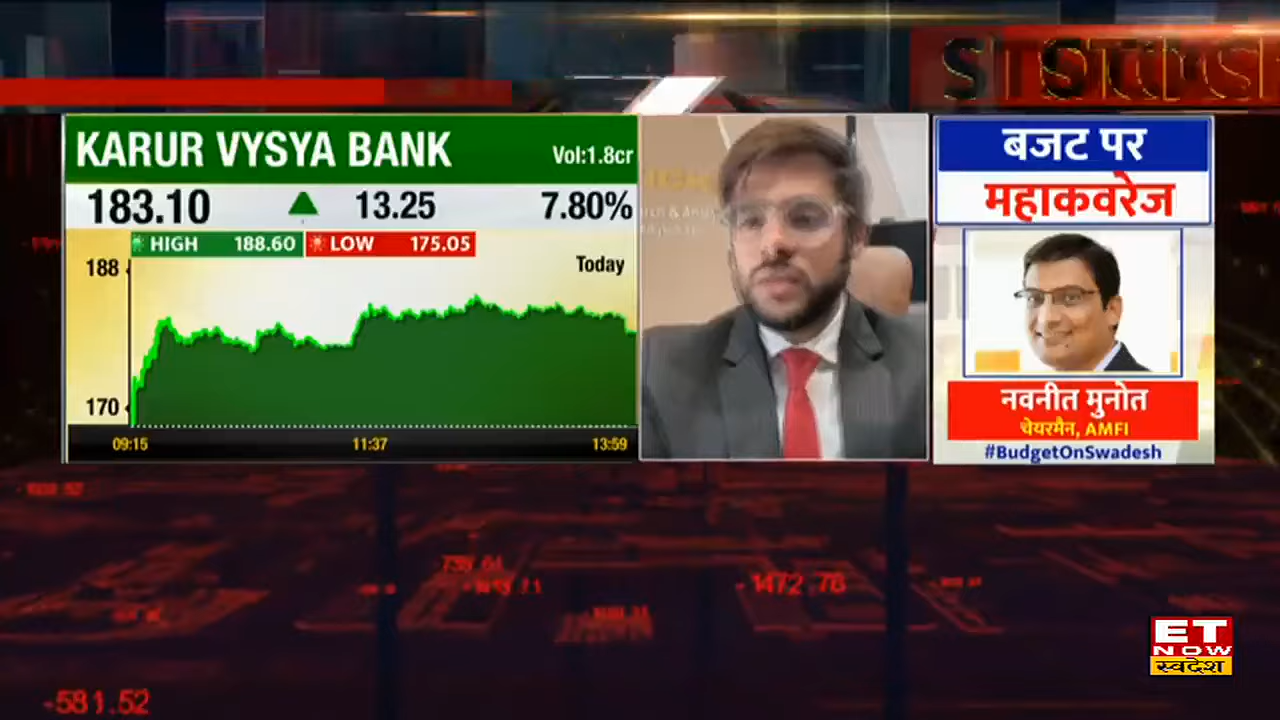 KARUR VYSYA BANK
Vol:1.8cr
183.10 ▲ 13.25 7.80%
HIGH 188.60 LOW 175.05
188
Today
170
09:15 11:37 13:59
बजट पर
महाकवरेज
नवनीत मुनोत
चेयरमैन, AMFI
#BudgetOnSwadesh
-1472.76
-581.52
ET
NOW
स्वदेश